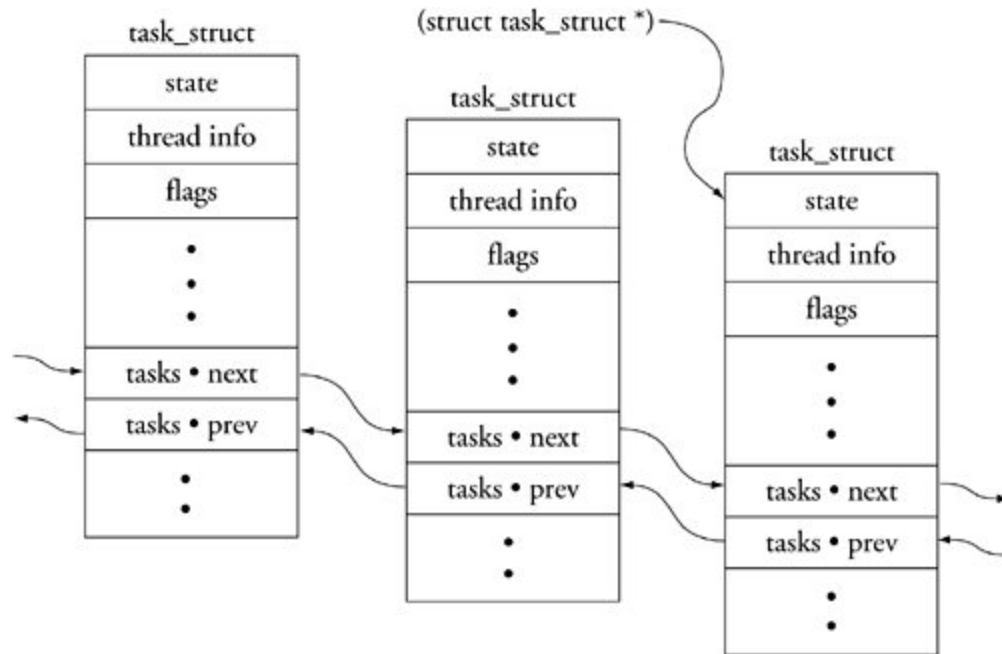 task_struct
state
thread info
flags
tasks • next
tasks • prev
task_struct
state
thread info
flags
tasks • next
tasks • prev
(struct task_struct *)
task_struct
state
thread info
flags
tasks • next
tasks • prev